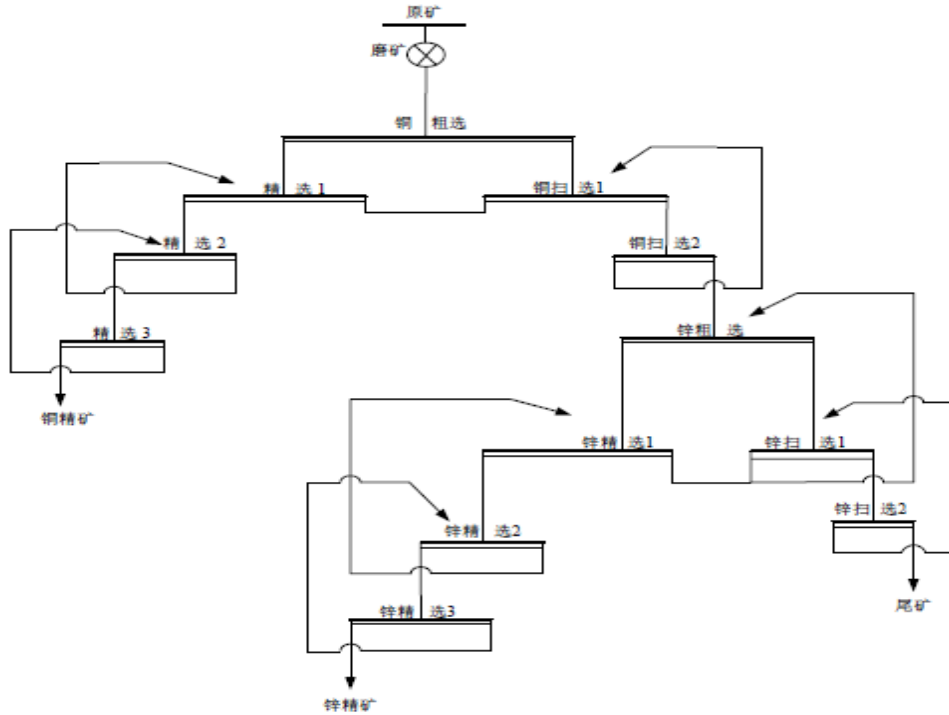 原矿
磨矿
铜 粗选
精 选 1
铜扫 选1
精 选 2
铜扫 选2
精 选 3
锌粗 选
铜精矿
锌精 选1
锌扫 选1
锌精 选2
锌扫 选2
尾矿
锌精 选3
锌精矿